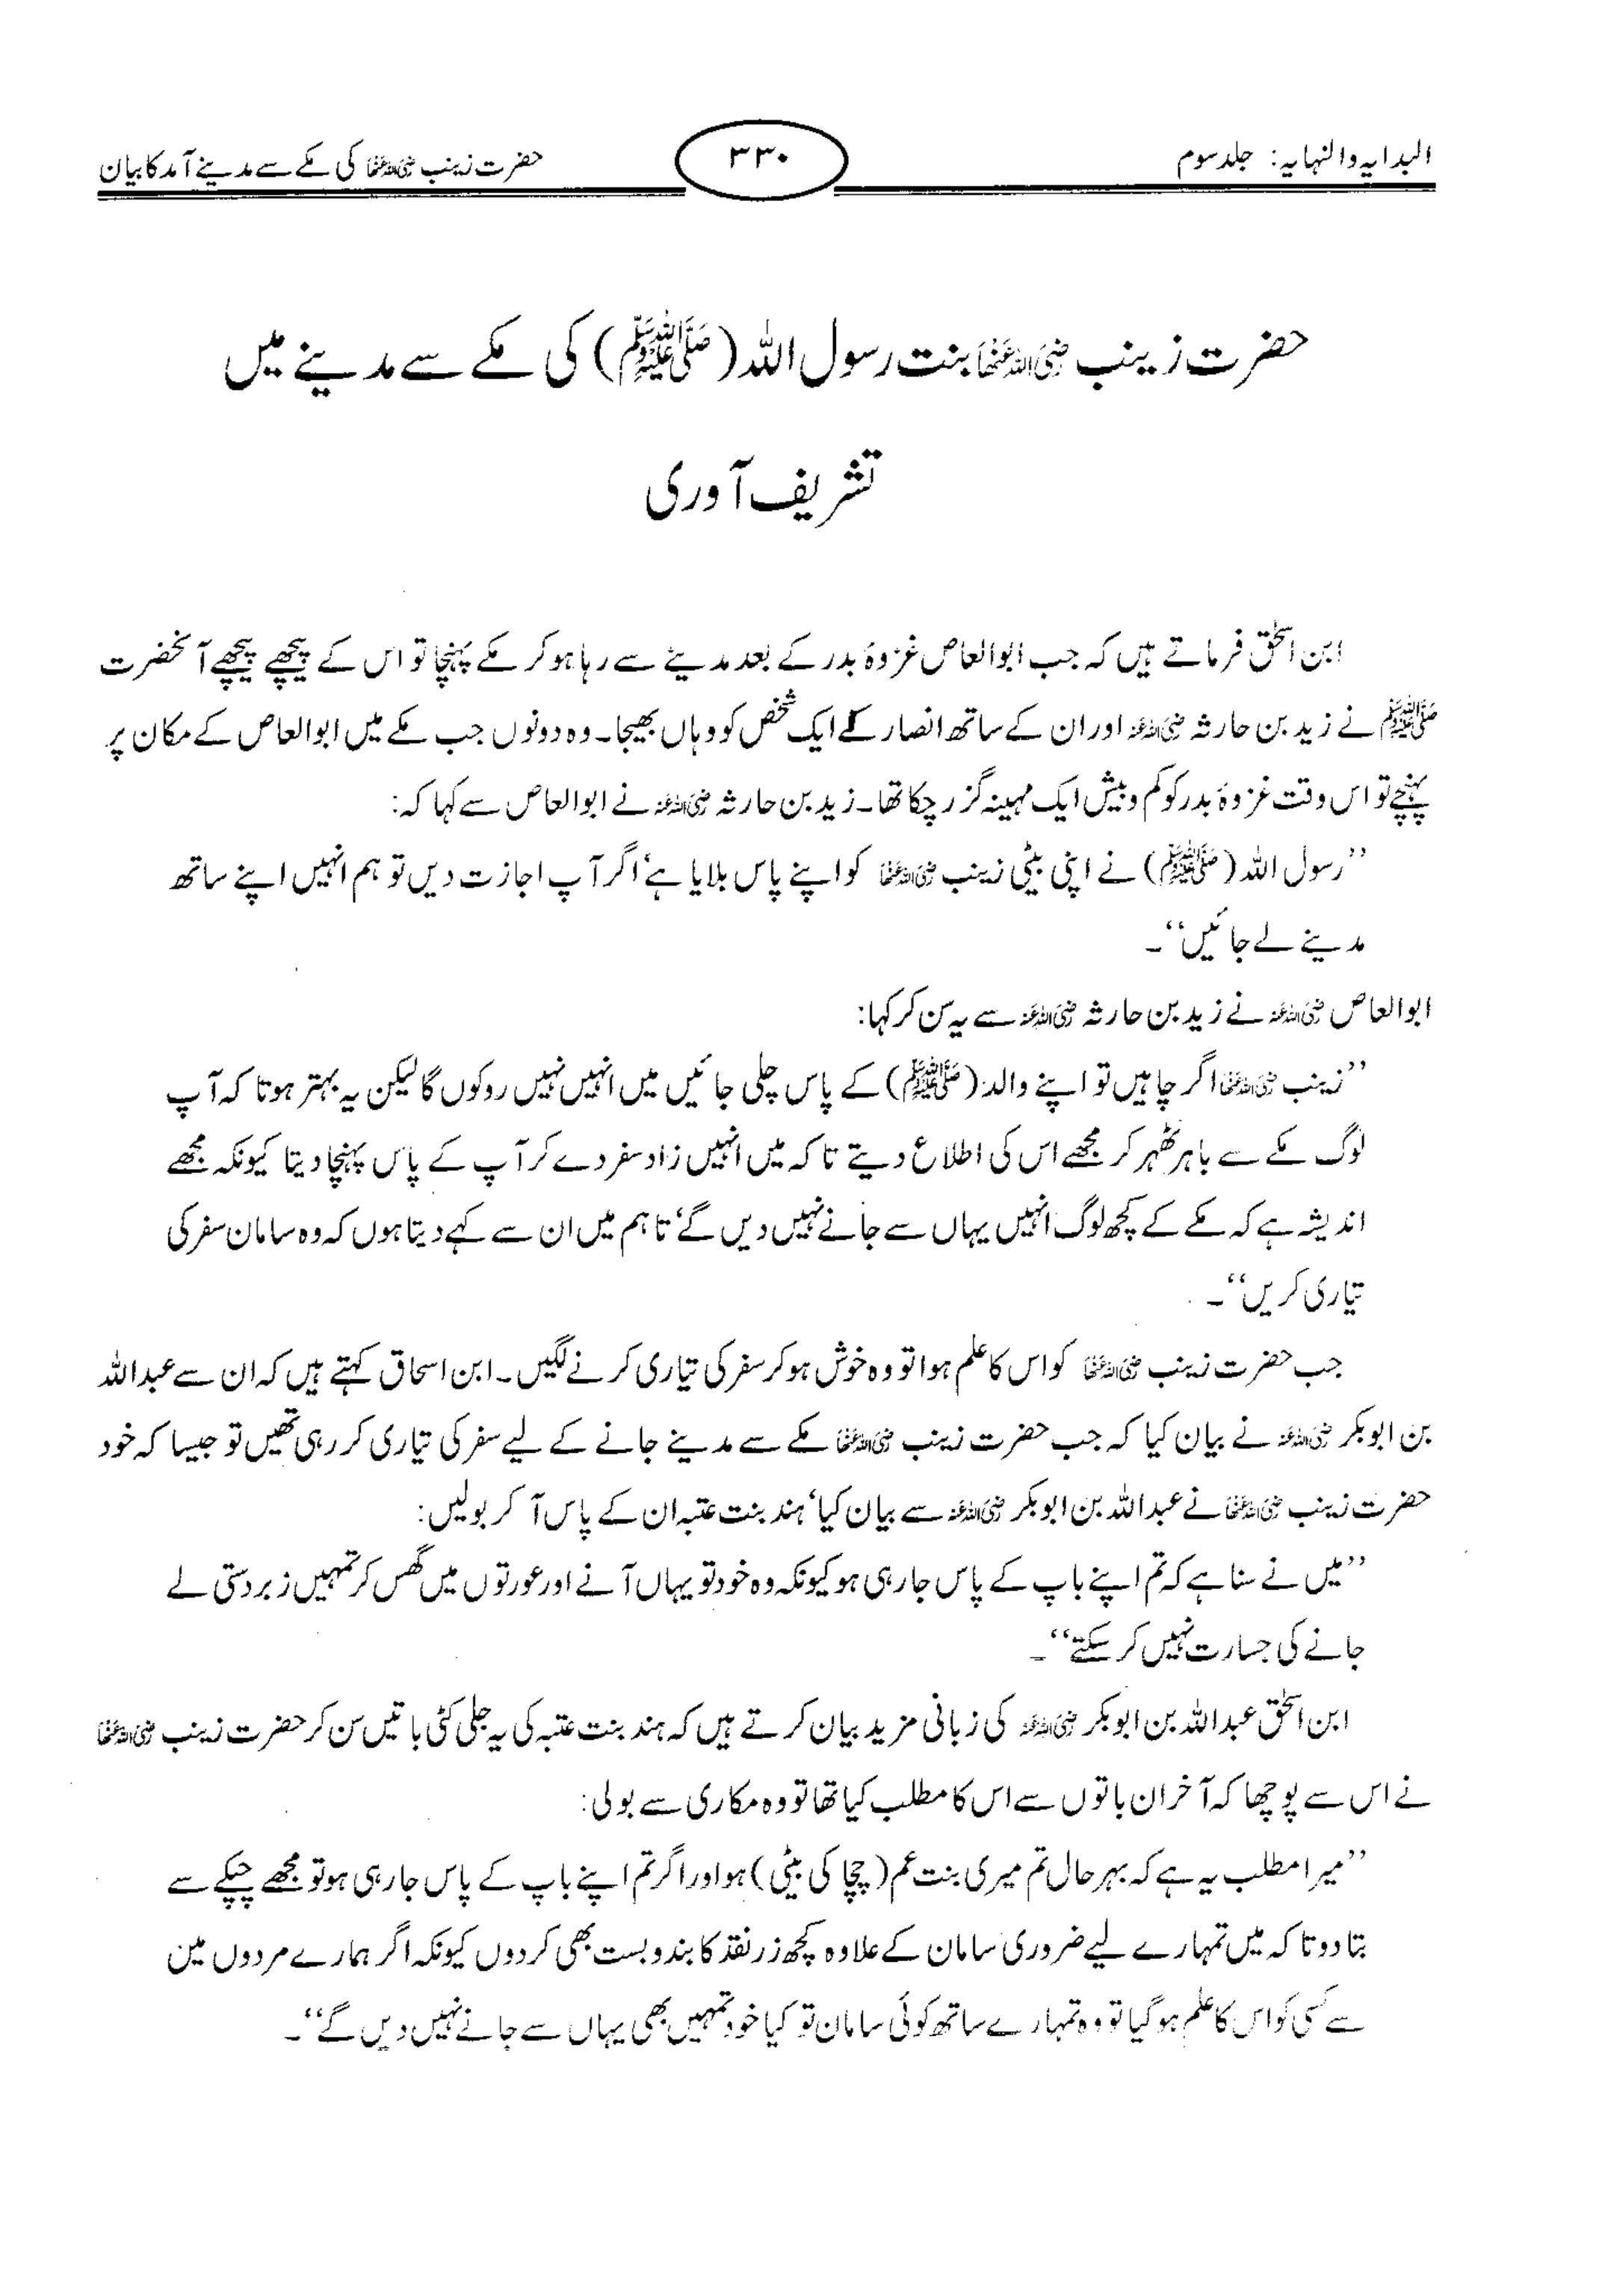 البدایہ والنہایہ: جلد سوم
۳۳۰
حضرت زینب رضی اللہ عنہا کی مکے سے مدینے آمد کا بیان
حضرت زینب رضی اللہ عنہا بنت رسول اللہ (صلی اللہ علیہ وسلم) کی مکے سے مدینے میں
تشریف آوری
ابن اسحٰق فرماتے ہیں کہ جب ابوالعاص غزوۂ بدر کے بعد مدینے سے رہا ہو کر مکے پہنچا تو اس کے پیچھے پیچھے آنحضرت
صلی اللہ علیہ وسلم نے زید بن حارثہ رضی اللہ عنہ اور ان کے ساتھ انصار کے ایک شخص کو وہاں بھیجا۔ وہ دونوں جب مکے میں ابوالعاص کے مکان پر
پہنچے تو اس وقت غزوۂ بدر کو کم و بیش ایک مہینہ گزر چکا تھا۔ زید بن حارثہ رضی اللہ عنہ نے ابوالعاص سے کہا کہ:
’’رسول اللہ (صلی اللہ علیہ وسلم) نے اپنی بیٹی زینب رضی اللہ عنہا کو اپنے پاس بلایا ہے‘ اگر آپ اجازت دیں تو ہم انہیں اپنے ساتھ
مدینے لے جائیں‘‘۔
ابوالعاص رضی اللہ عنہ نے زید بن حارثہ رضی اللہ عنہ سے یہ سن کر کہا:
’’زینب رضی اللہ عنہا اگر چاہیں تو اپنے والد (صلی اللہ علیہ وسلم) کے پاس چلی جائیں میں انہیں نہیں روکوں گا لیکن یہ بہتر ہوتا کہ آپ
لوگ مکے سے باہر ٹھہر کر مجھے اس کی اطلاع دیتے تا کہ میں انہیں زاد سفر دے کر آپ کے پاس پہنچا دیتا کیونکہ مجھے
اندیشہ ہے کہ مکے کے کچھ لوگ انہیں یہاں سے جانے نہیں دیں گے‘ تاہم میں ان سے کہے دیتا ہوں کہ وہ سامان سفر کی
تیاری کریں‘‘۔
جب حضرت زینب رضی اللہ عنہا کو اس کا علم ہوا تو وہ خوش ہو کر سفر کی تیاری کرنے لگیں۔ ابن اسحاق کہتے ہیں کہ ان سے عبداللہ
بن ابوبکر رضی اللہ عنہ نے بیان کیا کہ جب حضرت زینب رضی اللہ عنہا مکے سے مدینے جانے کے لیے سفر کی تیاری کر رہی تھیں تو جیسا کہ خود
حضرت زینب رضی اللہ عنہا نے عبداللہ بن ابوبکر رضی اللہ عنہ سے بیان کیا‘ ہند بنت عتبہ ان کے پاس آ کر بولیں:
’’میں نے سنا ہے کہ تم اپنے باپ کے پاس جا رہی ہو کیونکہ وہ خود تو یہاں آنے اور عورتوں میں گھس کر تمہیں زبردستی لے
جانے کی جسارت نہیں کر سکتے‘‘۔
ابن اسحٰق عبداللہ بن ابوبکر رضی اللہ عنہ کی زبانی مزید بیان کرتے ہیں کہ ہند بنت عتبہ کی یہ جلی کٹی باتیں سن کر حضرت زینب رضی اللہ عنہا
نے اس سے پوچھا کہ آخر ان باتوں سے اس کا مطلب کیا تھا تو وہ مکاری سے بولی:
’’میرا مطلب یہ ہے کہ بہرحال تم میری بنت عم (چچا کی بیٹی) ہو اور اگر تم اپنے باپ کے پاس جا رہی ہو تو مجھے چپکے سے
بتا دو تا کہ میں تمہارے لیے ضروری سامان کے علاوہ کچھ زرنقد کا بندوبست بھی کر دوں کیونکہ اگر ہمارے مردوں مین
سے کسی کو اس کا علم ہو گیا تو وہ تمہارے ساتھ کوئی سامان تو کیا خود تمہیں بھی یہاں سے جانے نہیں دیں گے‘‘۔